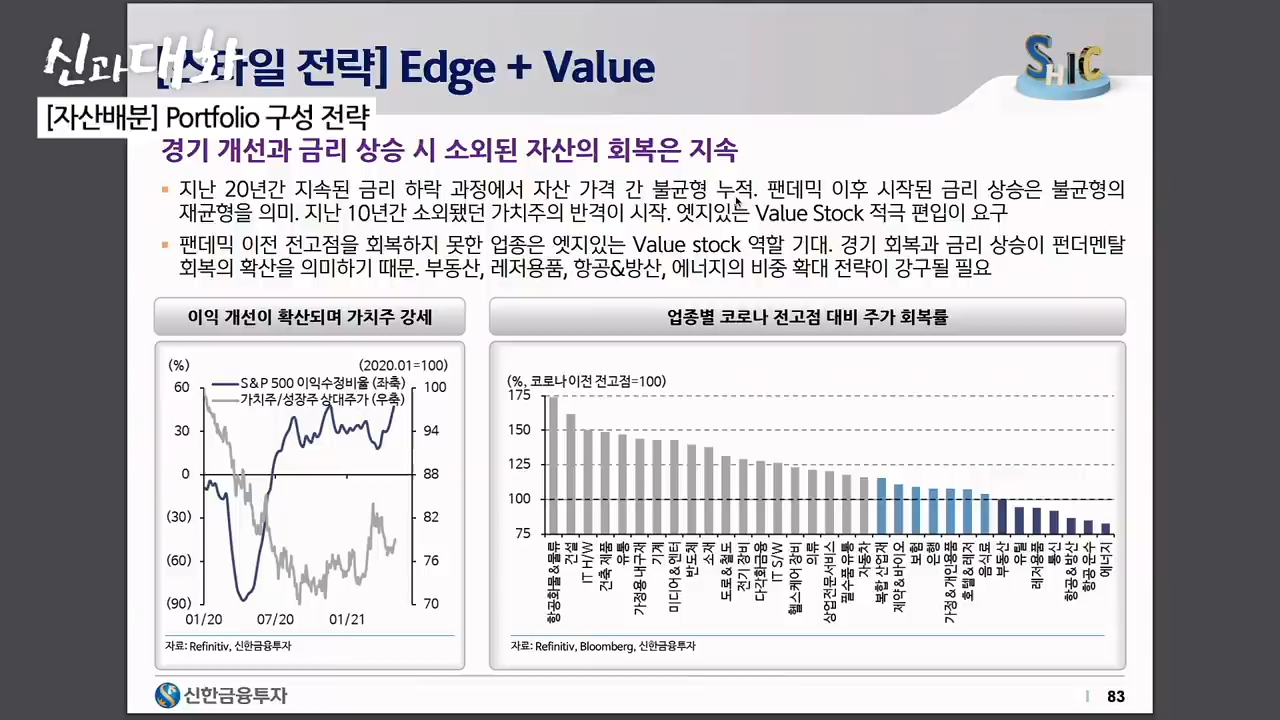 신과대화
[스타일 전략] Edge + Value
SHIC
[자산배분] Portfolio 구성 전략
경기 개선과 금리 상승 시 소외된 자산의 회복은 지속
▪ 지난 20년간 지속된 금리 하락 과정에서 자산 가격 간 불균형 누적. 팬데믹 이후 시작된 금리 상승은 불균형의
재균형을 의미. 지난 10년간 소외됐던 가치주의 반격이 시작. 엣지있는 Value Stock 적극 편입이 요구
▪ 팬데믹 이전 전고점을 회복하지 못한 업종은 엣지있는 Value stock 역할 기대. 경기 회복과 금리 상승이 펀더멘탈
회복의 확산을 의미하기 때문. 부동산, 레저용품, 항공&방산, 에너지의 비중 확대 전략이 강구될 필요
이익 개선이 확산되며 가치주 강세
(%)
(2020.01=100)
S&P 500 이익수정비율 (좌축)
가치주/성장주 상대주가 (우축)
60
30
0
(30)
(60)
(90)
100
94
88
82
76
70
01/20
07/20
01/21
자료: Refinitiv, 신한금융투자
업종별 코로나 전고점 대비 주가 회복률
(%, 코로나 이전 전고점=100)
175
150
125
100
75
항공화물&물류
건설
IT H/W
건축 제품
유통
가정용 내구재
기계
미디어&엔터
반도체
소재
도로&철도
전기 장비
다각화금융
IT S/W
헬스케어 장비
의류
상업전문서비스
필수품 유통
자동차
복합 산업재
제약&바이오
보험
은행
가정&개인용품
호텔&레저
음식료
부동산
유틸
레저용품
통신
항공&방산
항공 운수
에너지
자료: Refinitiv, Bloomberg, 신한금융투자
신한금융투자
83